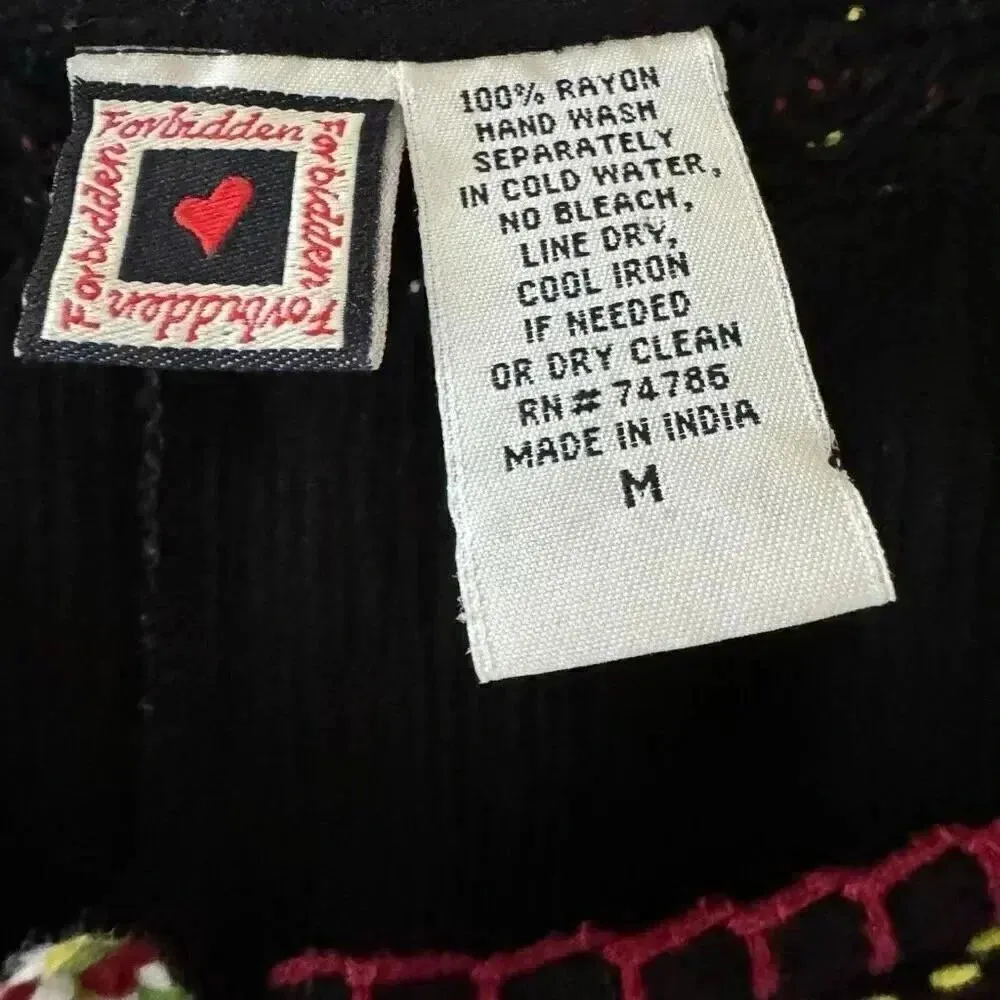 Forbidden
Forbidden
Forbidden
Forbidden
100% RAYON
HAND WASH
SEPARATELY
IN COLD WATER,
NO BLEACH,
LINE DRY,
COOL IRON
IF NEEDED
OR DRY CLEAN
RN# 74786
MADE IN INDIA
M